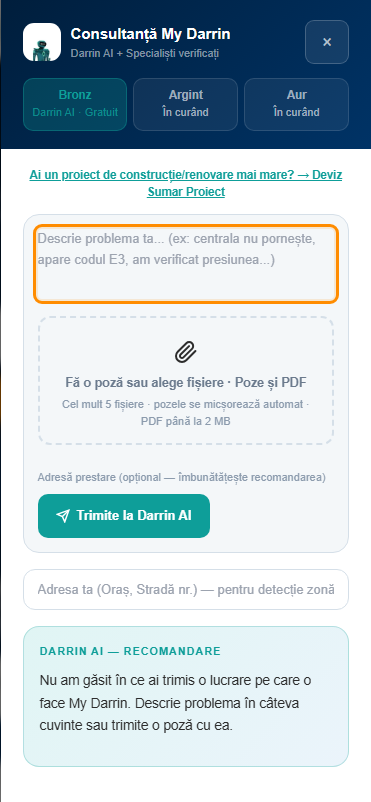 Consultanță My Darrin
Darrin AI + Specialiști verificați
×
Bronz
Darrin AI · Gratuit
Argint
În curând
Aur
În curând
Ai un proiect de construcție/renovare mai mare? → Deviz
Sumar Proiect
Descrie problema ta... (ex: centrala nu pornește,
apare codul E3, am verificat presiunea...)
Fă o poză sau alege fișiere · Poze și PDF
Cel mult 5 fișiere · pozele se micșorează automat ·
PDF până la 2 MB
Adresă prestare (opțional — îmbunătățește recomandarea)
Trimite la Darrin AI
Adresa ta (Oraș, Stradă nr.) — pentru detecție zonă
DARRIN AI — RECOMANDARE
Nu am găsit în ce ai trimis o lucrare pe care o
face My Darrin. Descrie problema în câteva
cuvinte sau trimite o poză cu ea.